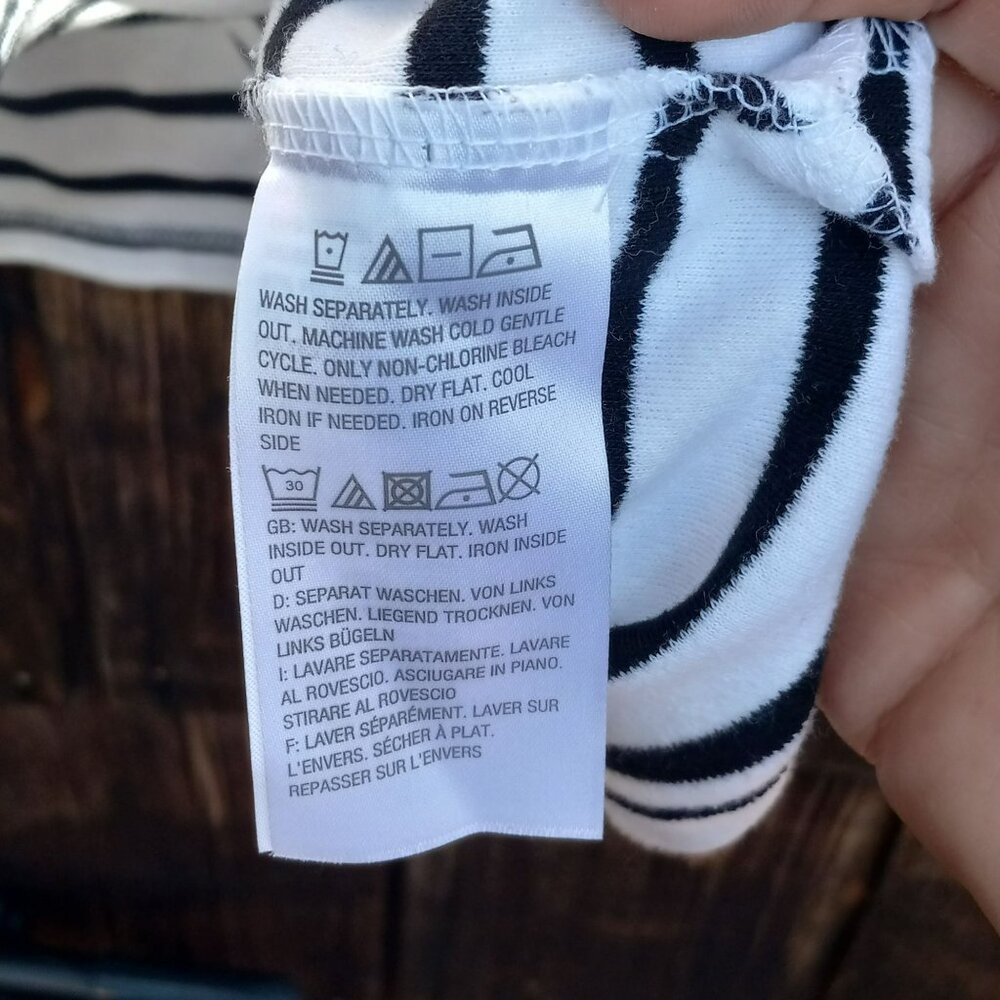 WASH SEPARATELY. WASH INSIDE
OUT. MACHINE WASH COLD GENTLE
CYCLE. ONLY NON-CHLORINE BLEACH
WHEN NEEDED. DRY FLAT. COOL
IRON IF NEEDED. IRON ON REVERSE
SIDE
30
GB: WASH SEPARATELY. WASH
INSIDE OUT. DRY FLAT. IRON INSIDE
OUT
D: SEPARAT WASCHEN. VON LINKS
WASCHEN. LIEGEND TROCKNEN. VON
LINKS BÜGELN
I: LAVARE SEPARATAMENTE. LAVARE
AL ROVESCIO. ASCIUGARE IN PIANO.
STIRARE AL ROVESCIO
F: LAVER SÉPARÉMENT. LAVER SUR
L'ENVERS. SÉCHER À PLAT.
REPASSER SUR L'ENVERS